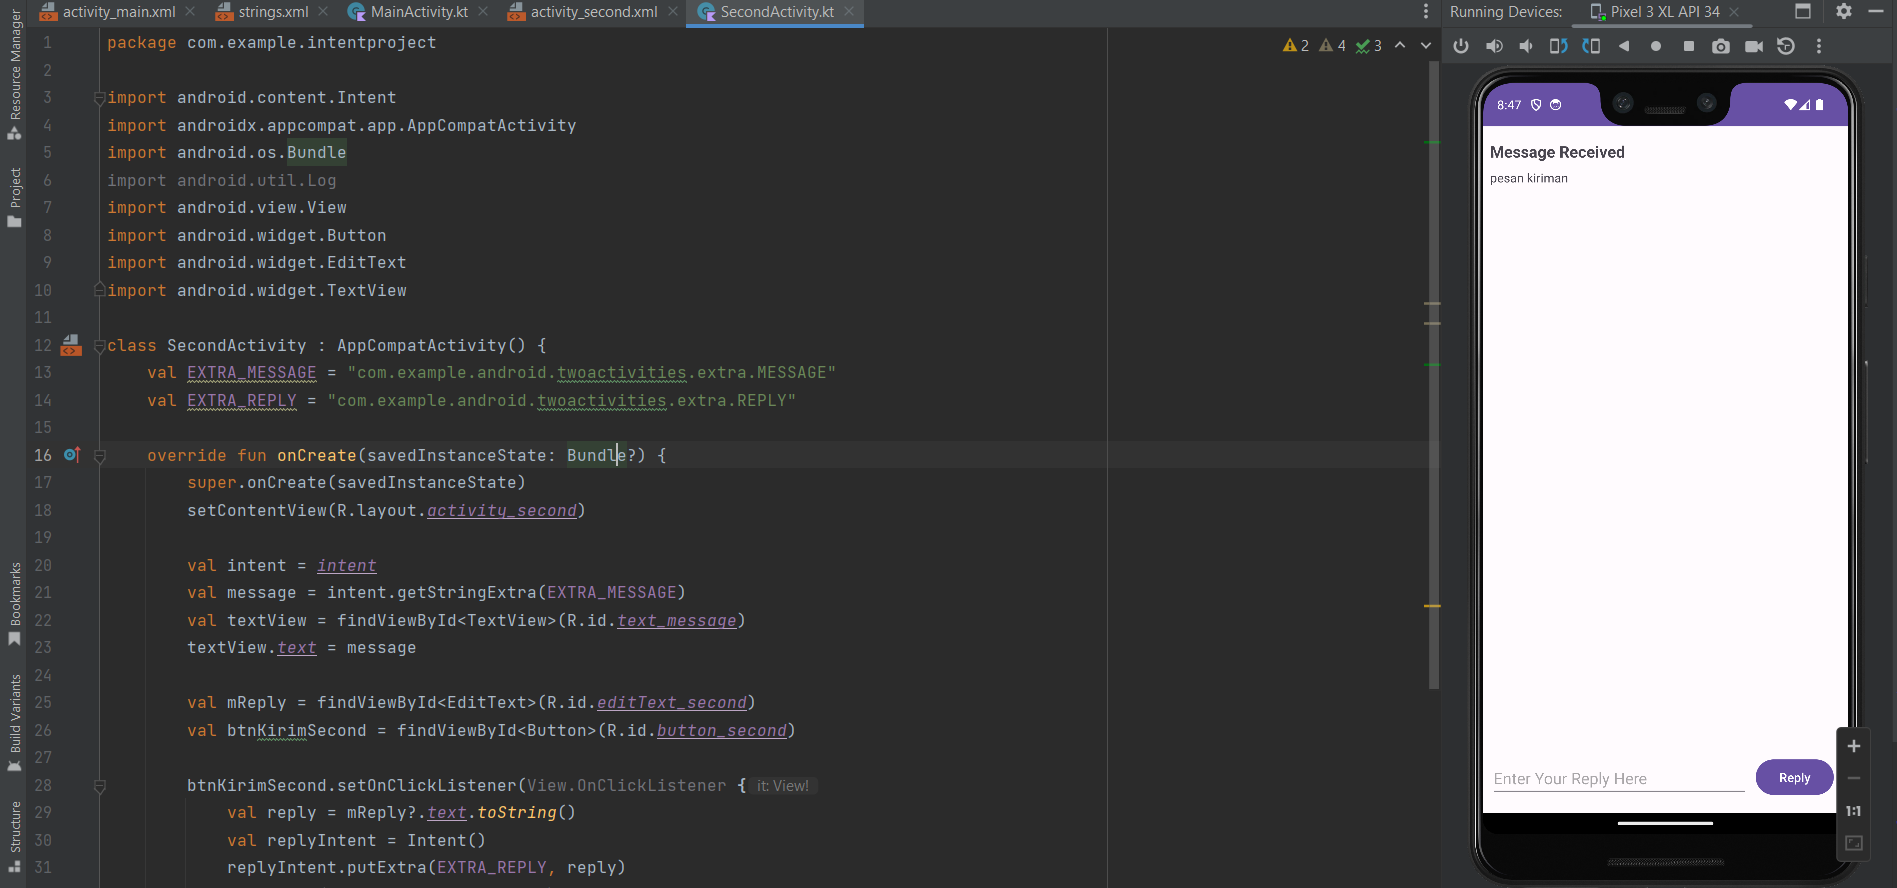 activity_main.xml strings.xml MainActivity.kt activity_second.xml SecondActivity.kt
Running Devices: Pixel 3 XL API 34
Resource Manager
Project
Bookmarks
Build Variants
Structure
2 4 3
1 package com.example.intentproject
2
3 import android.content.Intent
4 import androidx.appcompat.app.AppCompatActivity
5 import android.os.Bundle
6 import android.util.Log
7 import android.view.View
8 import android.widget.Button
9 import android.widget.EditText
10 import android.widget.TextView
11
12 class SecondActivity : AppCompatActivity() {
13 val EXTRA_MESSAGE = "com.example.android.twoactivities.extra.MESSAGE"
14 val EXTRA_REPLY = "com.example.android.twoactivities.extra.REPLY"
15
16 override fun onCreate(savedInstanceState: Bundle?) {
17 super.onCreate(savedInstanceState)
18 setContentView(R.layout.activity_second)
19
20 val intent = intent
21 val message = intent.getStringExtra(EXTRA_MESSAGE)
22 val textView = findViewById<TextView>(R.id.text_message)
23 textView.text = message
24
25 val mReply = findViewById<EditText>(R.id.editText_second)
26 val btnKirimSecond = findViewById<Button>(R.id.button_second)
27
28 btnKirimSecond.setOnClickListener(View.OnClickListener { it: View!
29 val reply = mReply?.text.toString()
30 val replyIntent = Intent()
31 replyIntent.putExtra(EXTRA_REPLY, reply)
8:47
Message Received
pesan kiriman
Enter Your Reply Here
Reply
1:1